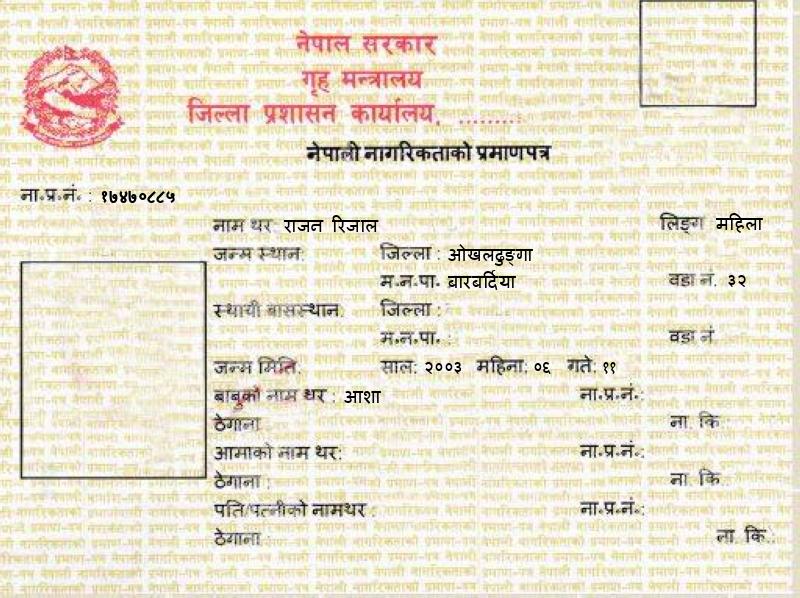 नेपाल सरकार
गृह मन्त्रालय
जिल्ला प्रशासन कार्यालय, .........
नेपाली नागरिकताको प्रमाणपत्र
ना.प्र.नं. : १७४७०८८५
नाम थर: राजन रिजाल लिङ्ग महिला
जन्म स्थान: जिल्ला : ओखलढुङ्गा
म.न.पा. बारबर्दिया वडा नं. ३२
स्थायी बासस्थान: जिल्ला :
म.न.पा. : वडा नं.
जन्म मिति: साल: २००३ महिना: ०६ गते: ११
बाबुको नाम थर : आशा ना.प्र.नं.:
ठेगाना: ना. कि.:
आमाको नाम थर: ना.प्र.नं.:
ठेगाना : ना. कि.
पति/पत्नीको नामथर : ना.प्र.नं.:
ठेगाना : ना. कि.: